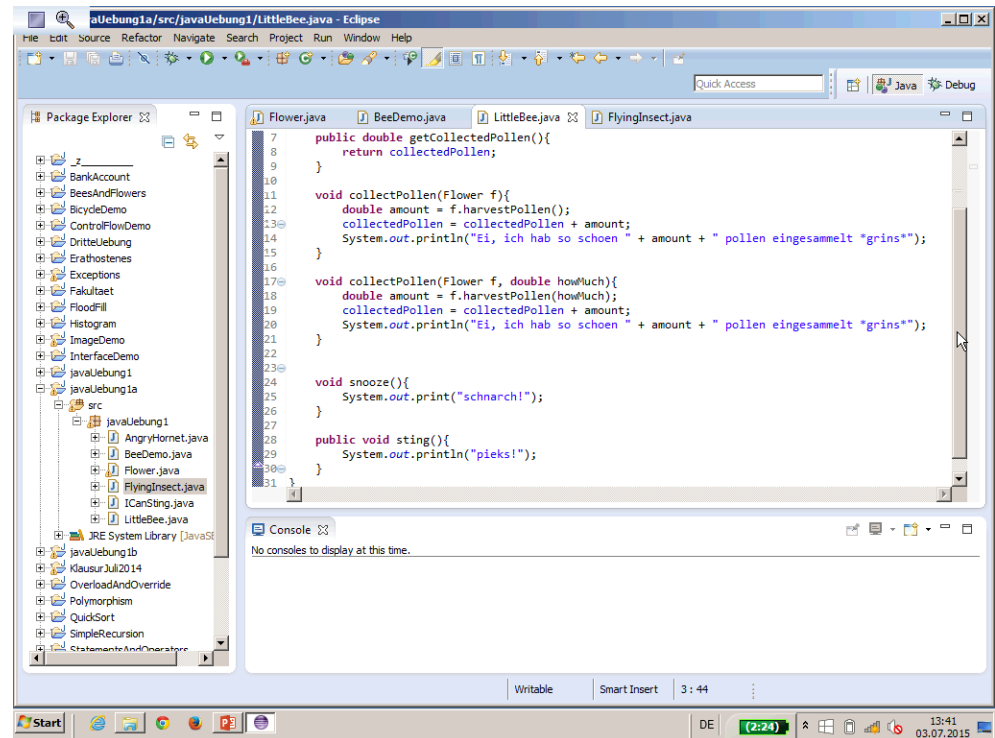 aUebung1a/src/javaUebung1/LittleBee.java - Eclipse
File Edit Source Refactor Navigate Search Project Run Window Help
Quick Access
Java
Debug
Package Explorer
_z_________
BankAccount
BeesAndFlowers
BicycleDemo
ControlFlowDemo
DritteUebung
Erathostenes
Exceptions
Fakultaet
FloodFill
Histogram
ImageDemo
InterfaceDemo
javaUebung1
javaUebung1a
src
javaUebung1
AngryHornet.java
BeeDemo.java
Flower.java
FlyingInsect.java
ICanSting.java
LittleBee.java
JRE System Library [JavaSE
javaUebung1b
KlausurJuli2014
OverloadAndOverride
Polymorphism
QuickSort
SimpleRecursion
StatementsAndOperators
Flower.java BeeDemo.java LittleBee.java FlyingInsect.java
7 public double getCollectedPollen(){
8 return collectedPollen;
9 }
10
11 void collectPollen(Flower f){
12 double amount = f.harvestPollen();
13 collectedPollen = collectedPollen + amount;
14 System.out.println("Ei, ich hab so schoen " + amount + " pollen eingesammelt *grins*");
15 }
16
17 void collectPollen(Flower f, double howMuch){
18 double amount = f.harvestPollen(howMuch);
19 collectedPollen = collectedPollen + amount;
20 System.out.println("Ei, ich hab so schoen " + amount + " pollen eingesammelt *grins*");
21 }
22
23
24 void snooze(){
25 System.out.print("schnarch!");
26 }
27
28 public void sting(){
29 System.out.println("pieks!");
30 }
31 }
Console
No consoles to display at this time.
Writable Smart Insert 3 : 44
Start
DE
(2:24)
13:41
03.07.2015